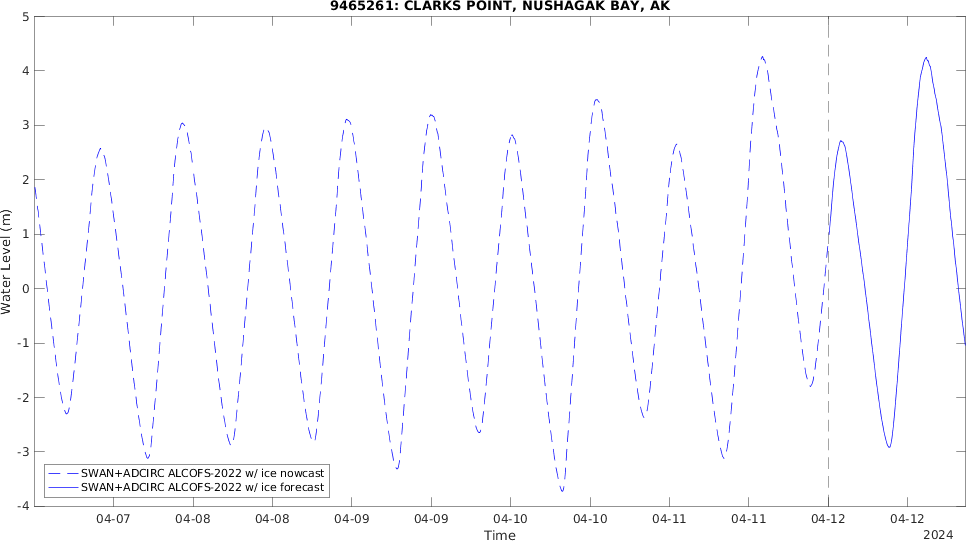 9465261: CLARKS POINT, NUSHAGAK BAY, AK
5
4
3
2
1
0
-1
-2
-3
-4
Water Level (m)
SWAN+ADCIRC ALCOFS-2022 w/ ice nowcast
SWAN+ADCIRC ALCOFS-2022 w/ ice forecast
04-07 04-08 04-08 04-09 04-09 04-10 04-10 04-11 04-11 04-12 04-12
Time
2024